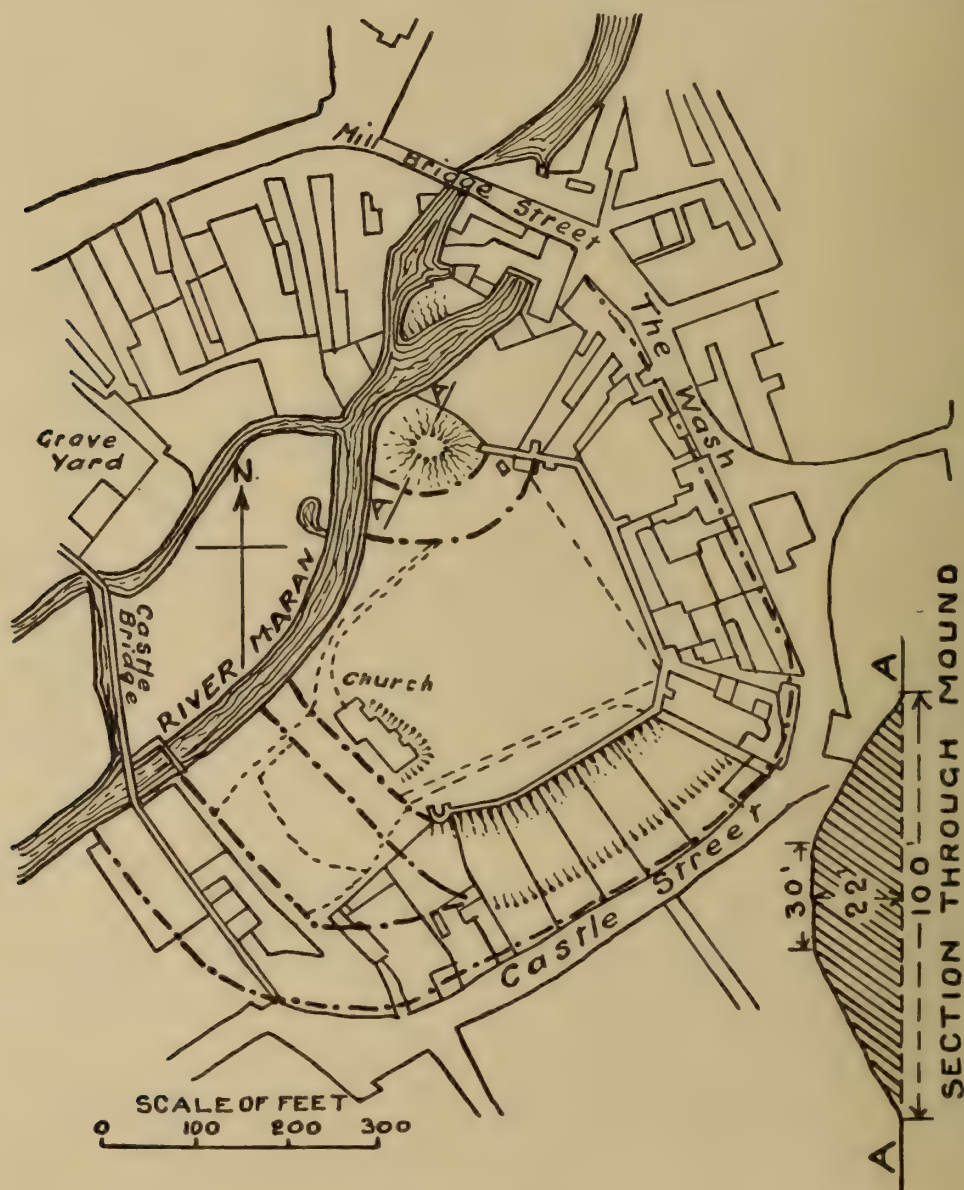 Mill Bridge Street
The Wash
Grave
Yard
N
A
A
RIVER MARAN
Castle
Bridge
Church
Castle Street
SCALE OF FEET
0 100 200 300
A
A
30'
22'
100'
SECTION THROUGH MOUND